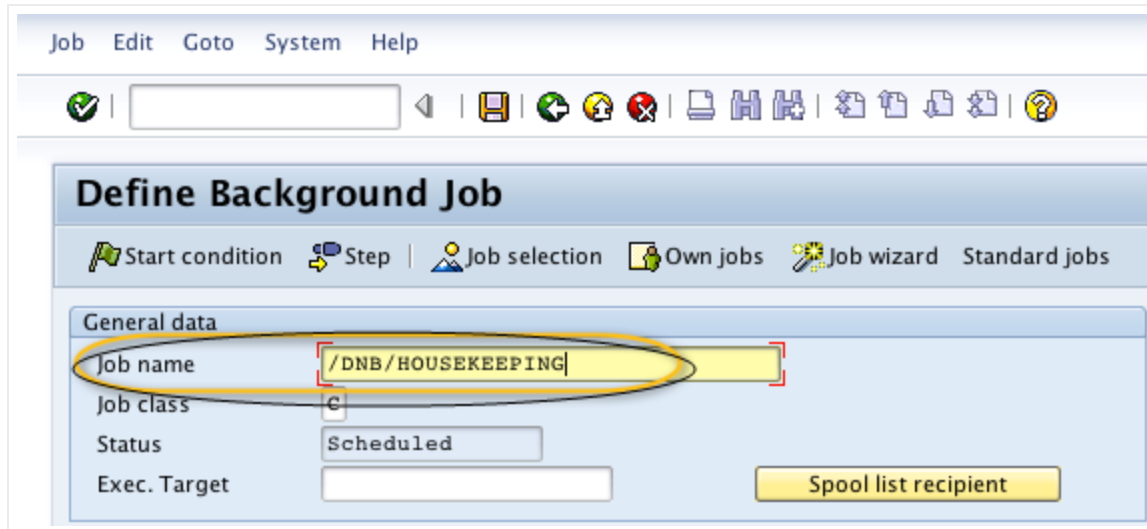 Job Edit Goto System Help
Define Background Job
Start condition Step Job selection Own jobs Job wizard Standard jobs
General data
Job name /DNB/HOUSEKEEPING
Job class C
Status Scheduled
Exec. Target Spool list recipient